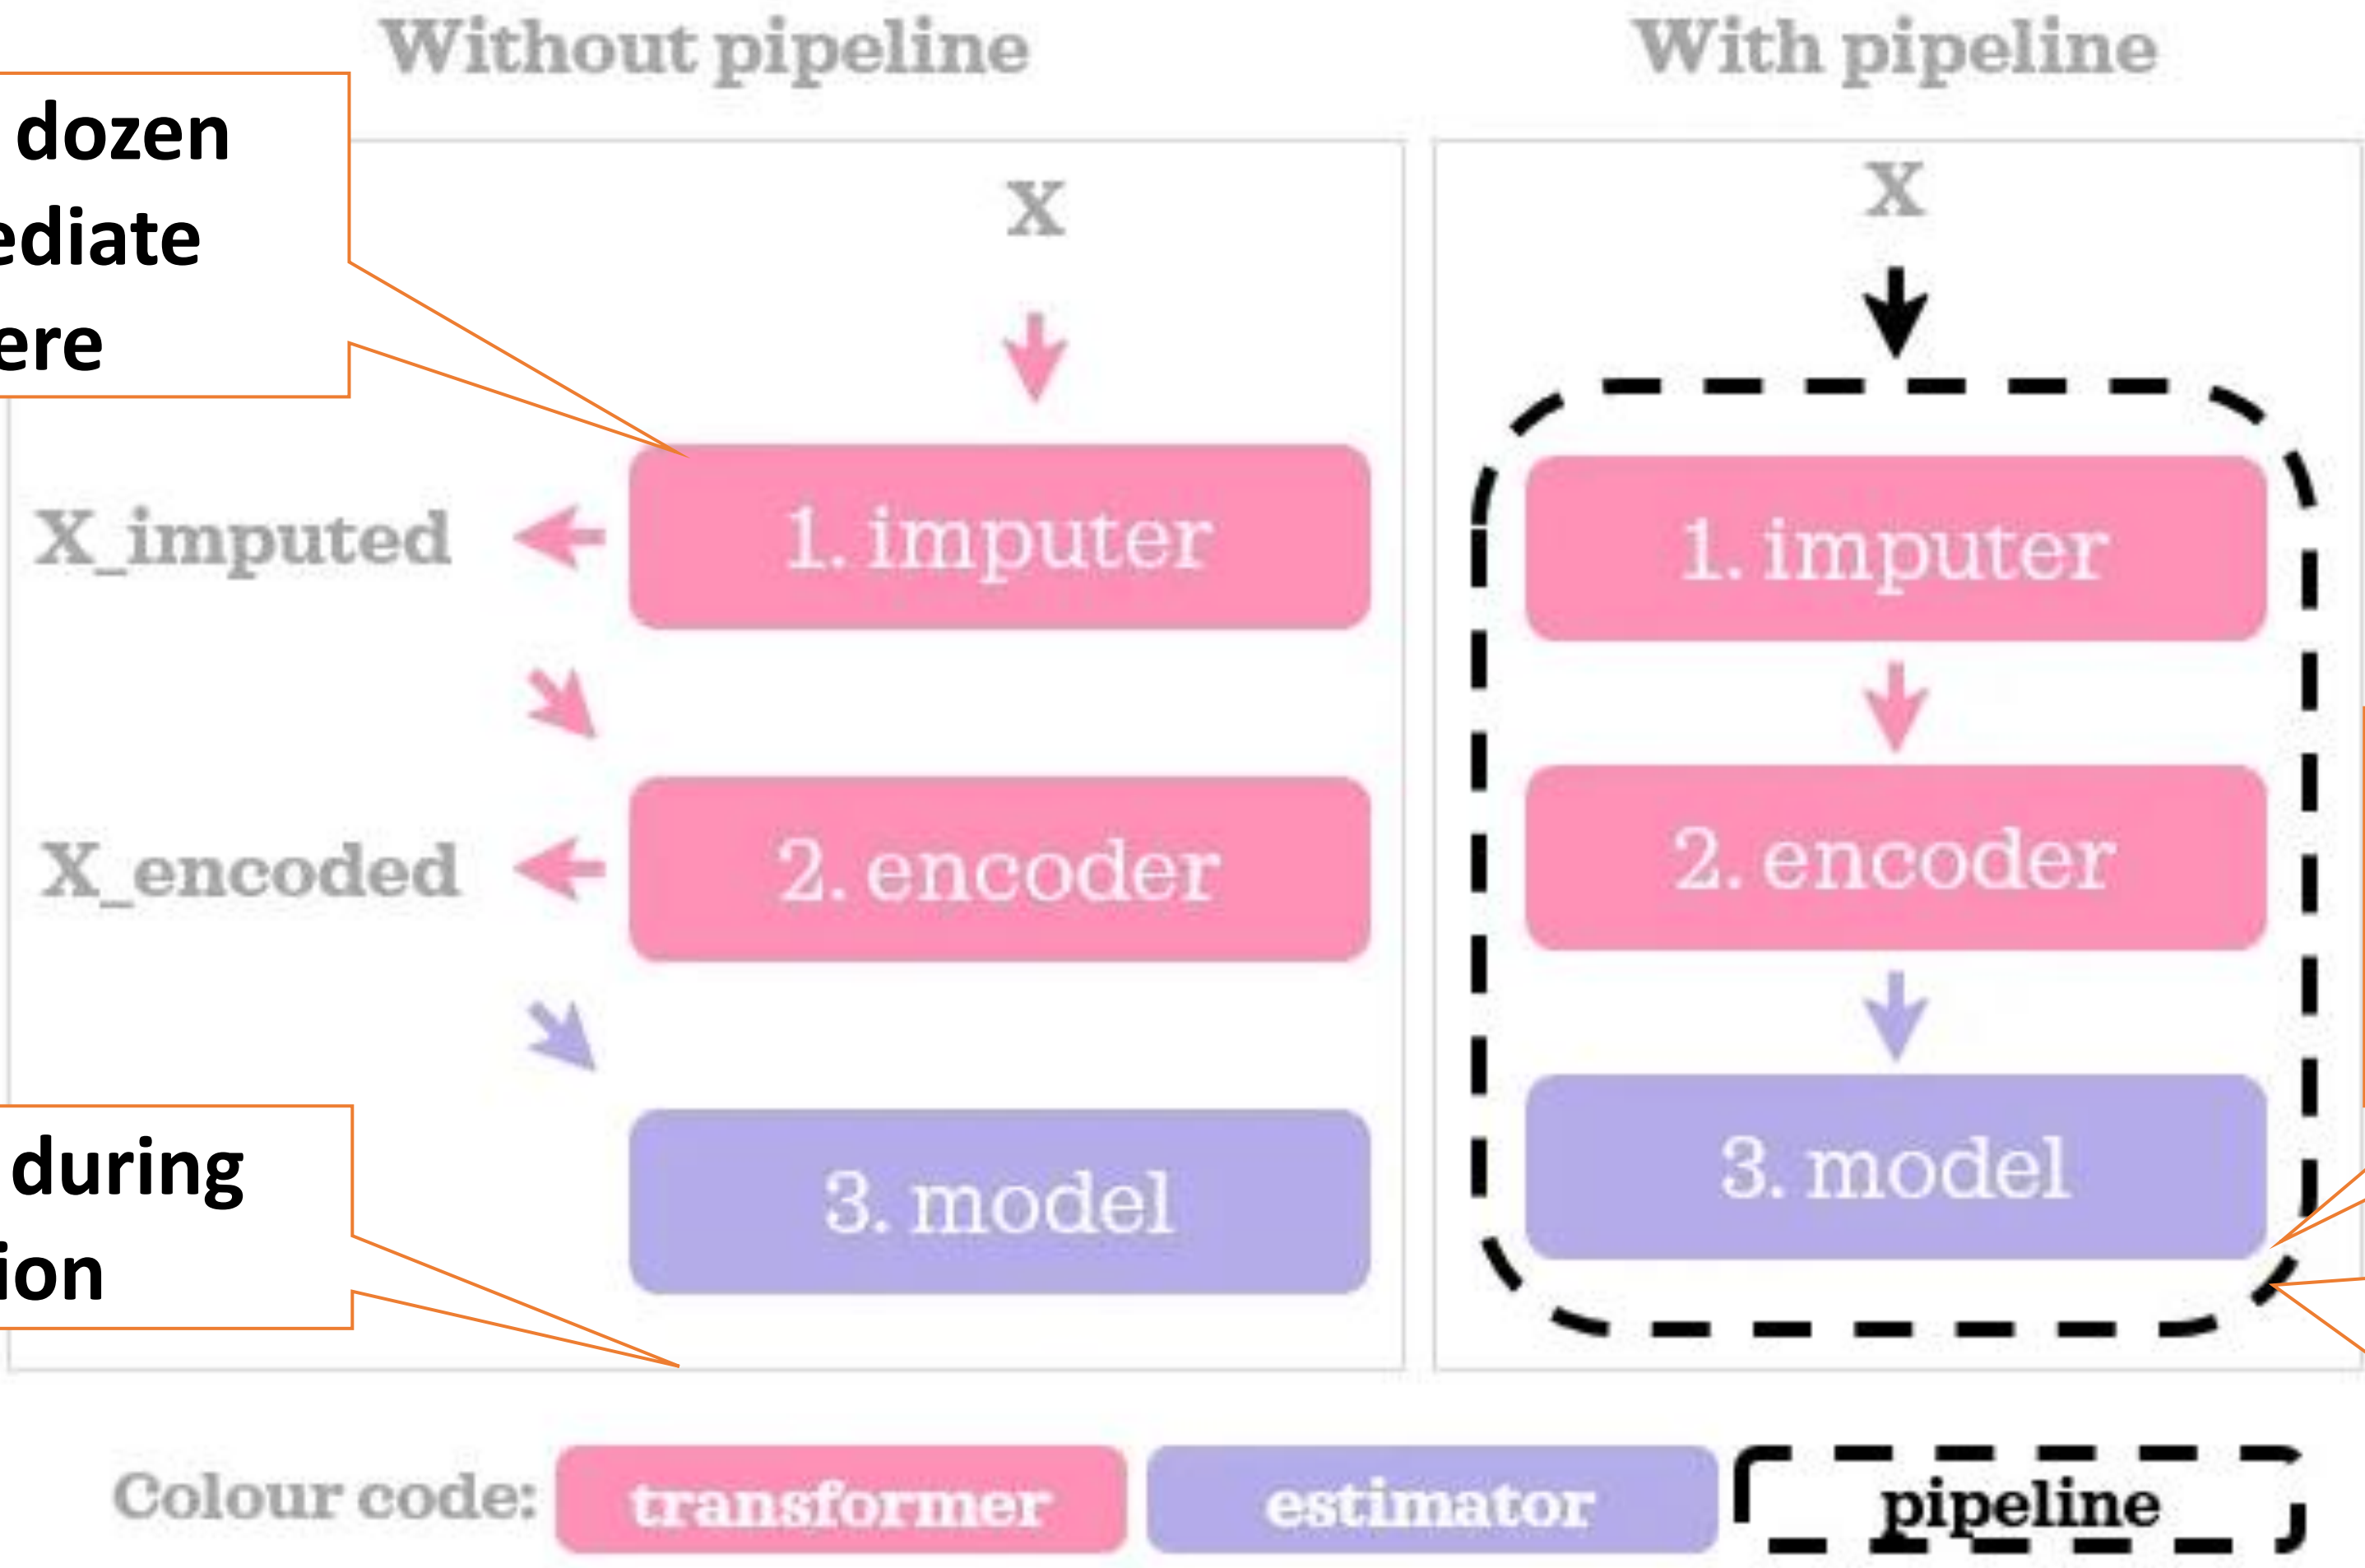 Without pipeline
With pipeline
dozen
ediate
ere
X
X
X_imputed
1. imputer
1. imputer
X_encoded
2. encoder
2. encoder
during
ion
3. model
3. model
Colour code:
transformer
estimator
pipeline